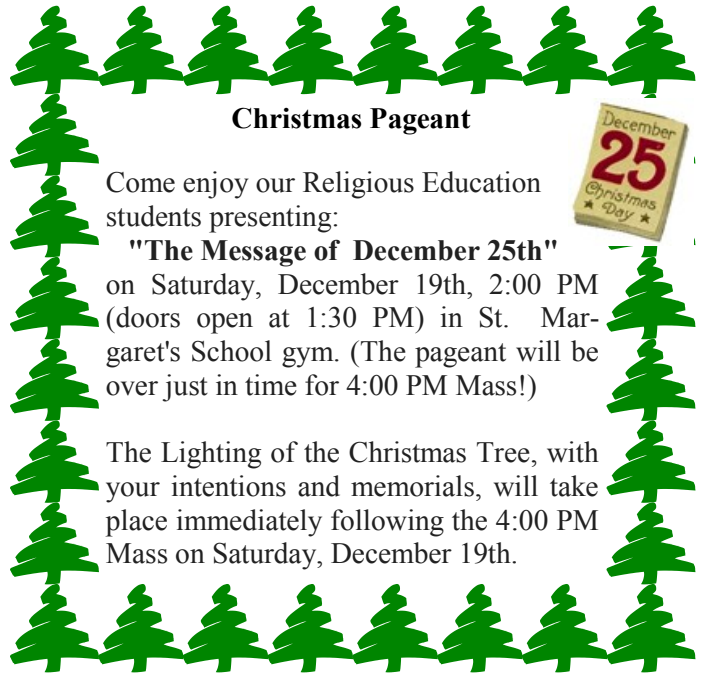 Christmas Pageant
December
25
Christmas
Day
Come enjoy our Religious Education
students presenting:
"The Message of December 25th"
on Saturday, December 19th, 2:00 PM
(doors open at 1:30 PM) in St. Mar-
garet's School gym. (The pageant will be
over just in time for 4:00 PM Mass!)
The Lighting of the Christmas Tree, with
your intentions and memorials, will take
place immediately following the 4:00 PM
Mass on Saturday, December 19th.